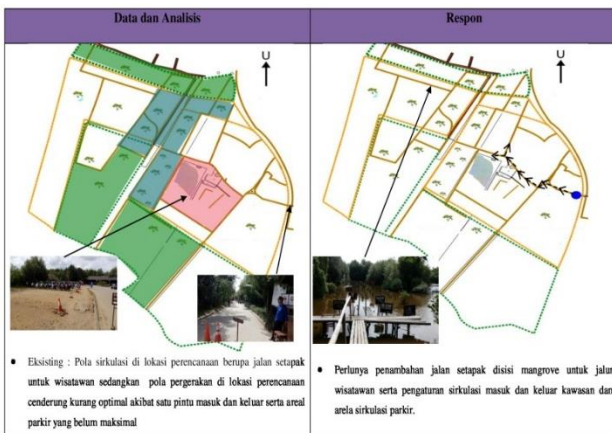 Data dan Analisis
Respon
U
U
• Eksisting : Pola sirkulasi di lokasi perencanaan berupa jalan setapak
untuk wisatawan sedangkan pola pergerakan di lokasi perencanaan
cenderung kurang optimal akibat satu pintu masuk dan keluar serta areal
parkir yang belum maksimal
• Perlunya penambahan jalan setapak disisi mangrove untuk jalur
wisatawan serta pengaturan sirkulasi masuk dan keluar kawasan dan
arela sirkulasi parkir.